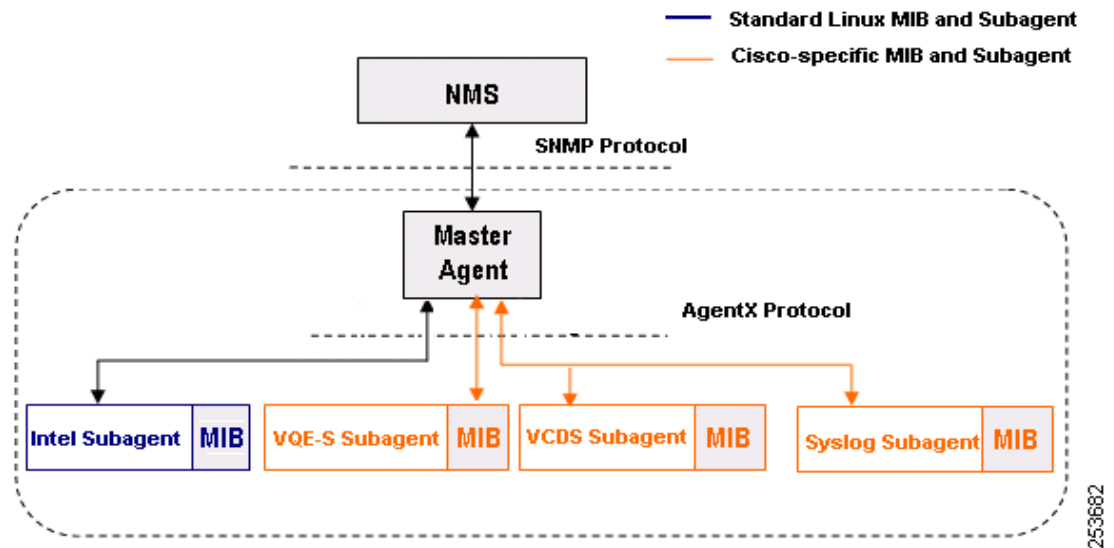 Standard Linux MIB and Subagent
Cisco-specific MIB and Subagent
NMS
SNMP Protocol
Master
Agent
AgentX Protocol
Intel Subagent MIB
VQE-S Subagent MIB
VCDS Subagent MIB
Syslog Subagent MIB
253682